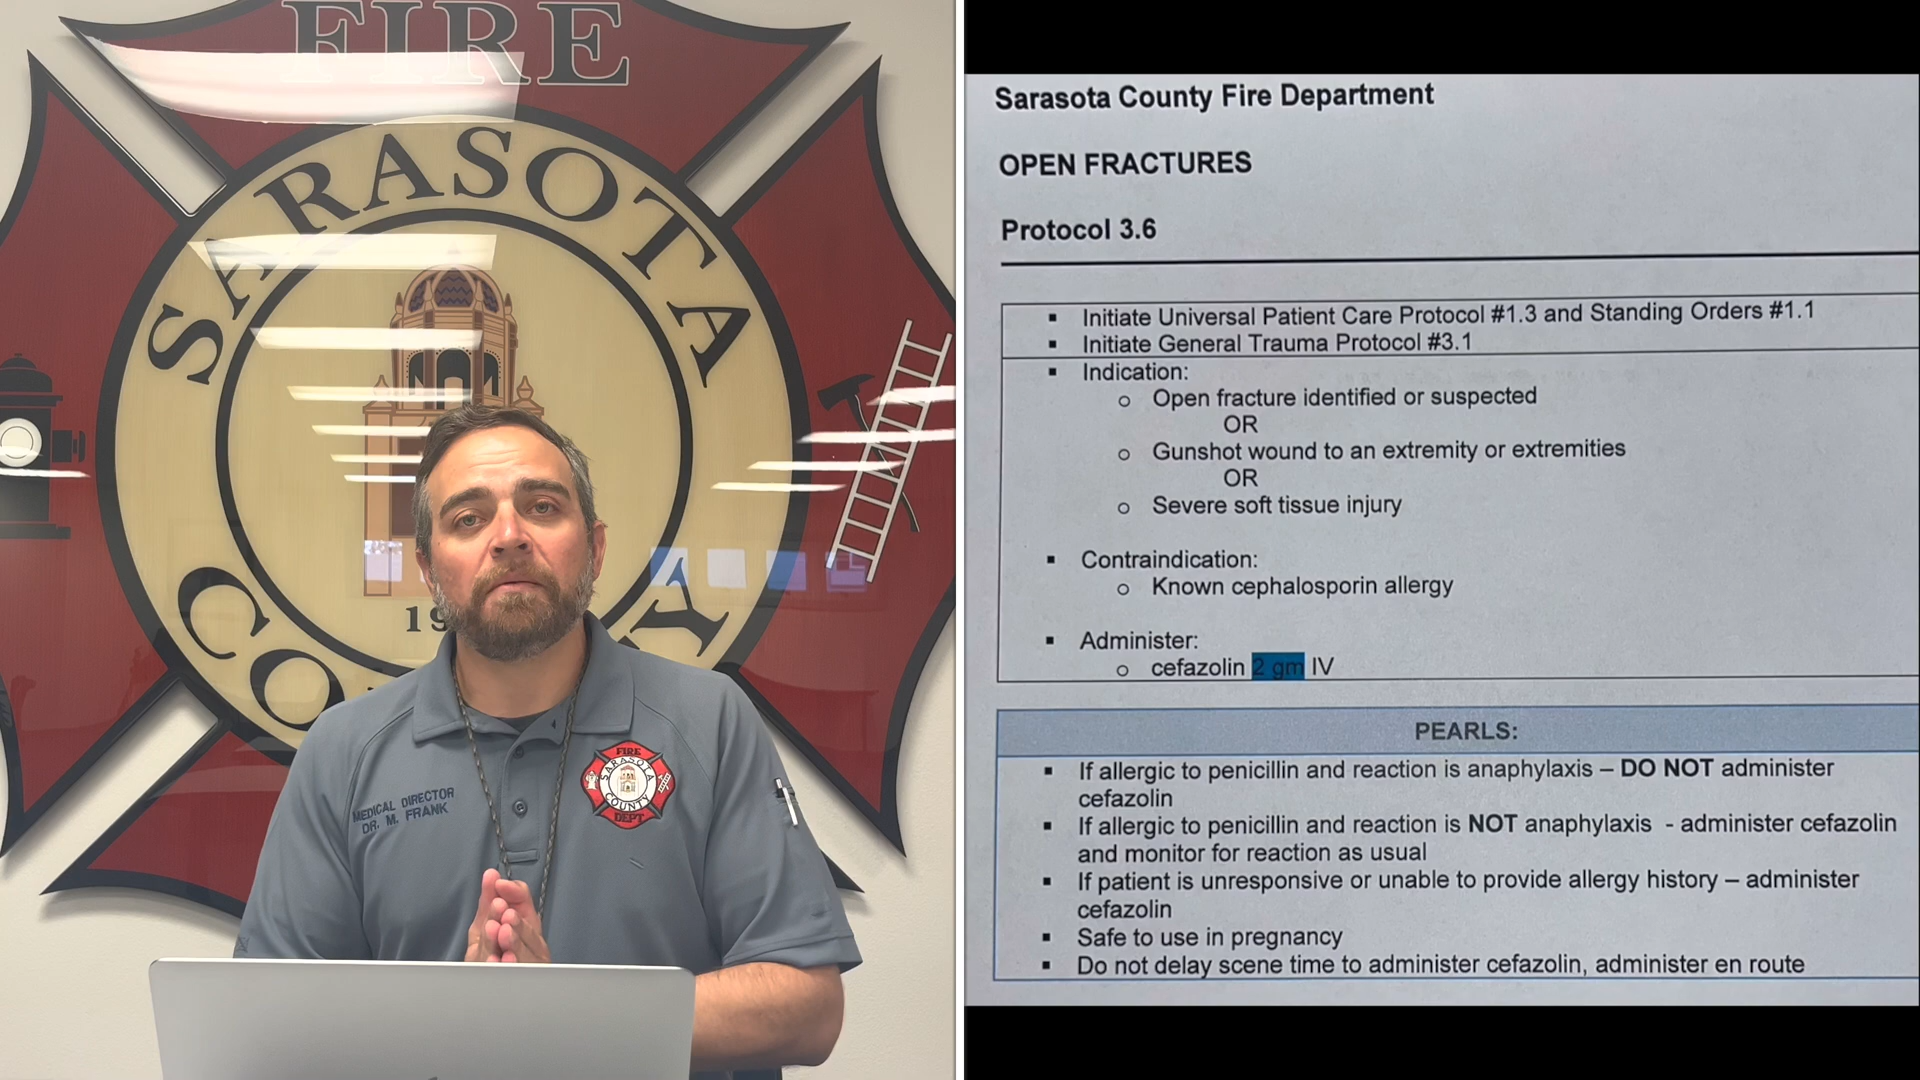 FIRE
SARASOTA
19
MEDICAL DIRECTOR
DR. M. FRANK
FIRE
SARASOTA
COUNTY
DEPT
Sarasota County Fire Department
OPEN FRACTURES
Protocol 3.6
▪ Initiate Universal Patient Care Protocol #1.3 and Standing Orders #1.1
▪ Initiate General Trauma Protocol #3.1
▪ Indication:
o Open fracture identified or suspected
OR
o Gunshot wound to an extremity or extremities
OR
o Severe soft tissue injury
▪ Contraindication:
o Known cephalosporin allergy
▪ Administer:
o cefazolin 2 gm IV
PEARLS:
▪ If allergic to penicillin and reaction is anaphylaxis – DO NOT administer
cefazolin
▪ If allergic to penicillin and reaction is NOT anaphylaxis - administer cefazolin
and monitor for reaction as usual
▪ If patient is unresponsive or unable to provide allergy history – administer
cefazolin
▪ Safe to use in pregnancy
▪ Do not delay scene time to administer cefazolin, administer en route